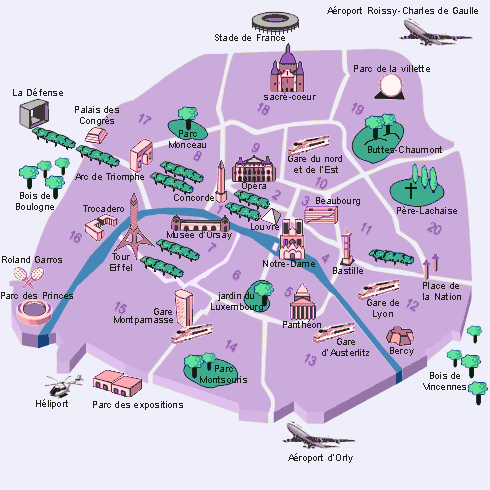 Aéroport Roissy-Charles de Gaulle
Stade de France
Parc de la villette
La Défense
sacré-coeur
Palais des
Congrès
17
18
19
Parc
Monceau
Buttes-Chaumont
Arc de Triomphe
8
9
Gare du nord
et de l'Est
10
Bois de
Boulogne
Opéra
Concorde
1
2
3
Beaubourg
Père-Lachaise
Trocadero
Louvre
20
16
Musée d'Orsay
11
Tour
Eiffel
7
Notre-Dame
4
Bastille
Roland Garros
6
Place de
la Nation
Parc des Princes
jardin du
Luxembourg
5
Gare de
Lyon
12
15
Gare
Montparnasse
Panthéon
14
13
Gare
d'Austerlitz
Bercy
Parc
Montsouris
Bois de
Vincennes
Héliport
Parc des expositions
Aéroport d'Orly